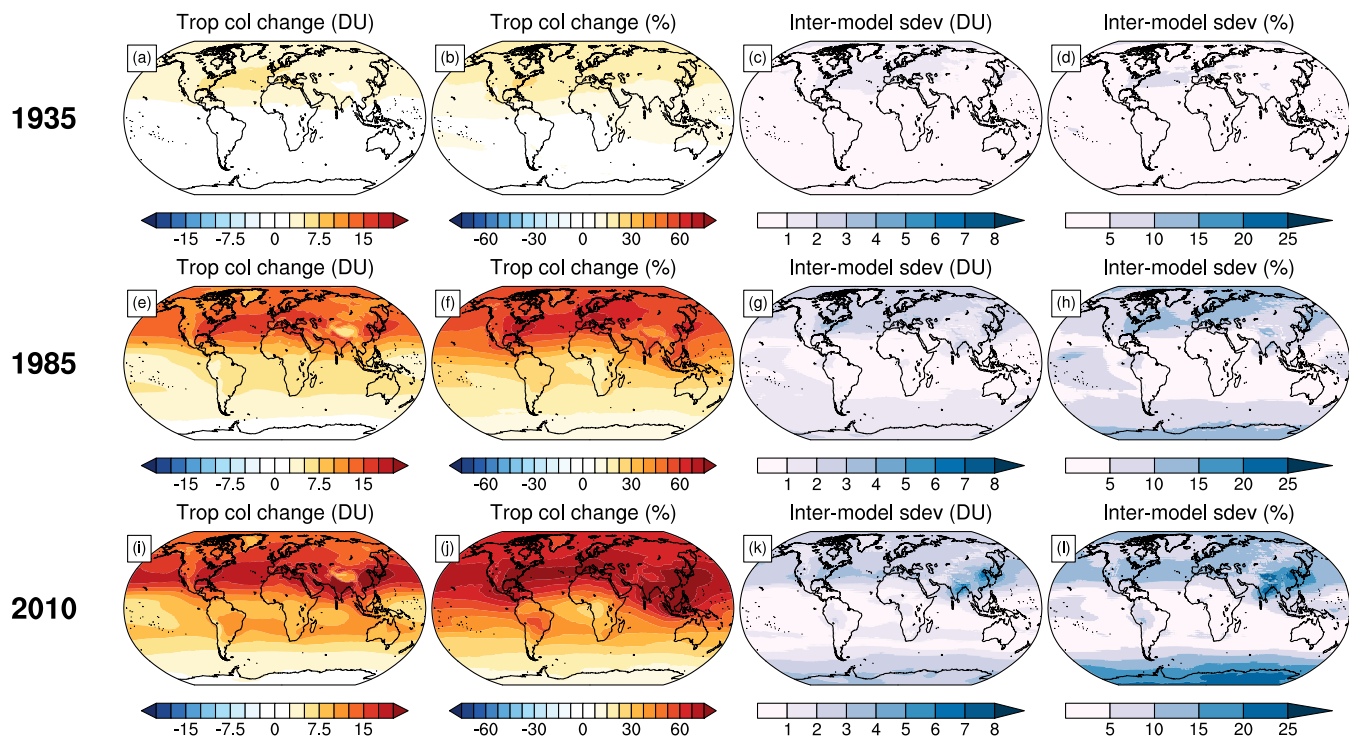 Trop col change (DU) Trop col change (%) Inter-model sdev (DU) Inter-model sdev (%)
(a) (b) (c) (d)
1935
-15 -7.5 0 7.5 15 -60 -30 0 30 60 1 2 3 4 5 6 7 8 5 10 15 20 25
Trop col change (DU) Trop col change (%) Inter-model sdev (DU) Inter-model sdev (%)
(e) (f) (g) (h)
1985
-15 -7.5 0 7.5 15 -60 -30 0 30 60 1 2 3 4 5 6 7 8 5 10 15 20 25
Trop col change (DU) Trop col change (%) Inter-model sdev (DU) Inter-model sdev (%)
(i) (j) (k) (l)
2010
-15 -7.5 0 7.5 15 -60 -30 0 30 60 1 2 3 4 5 6 7 8 5 10 15 20 25